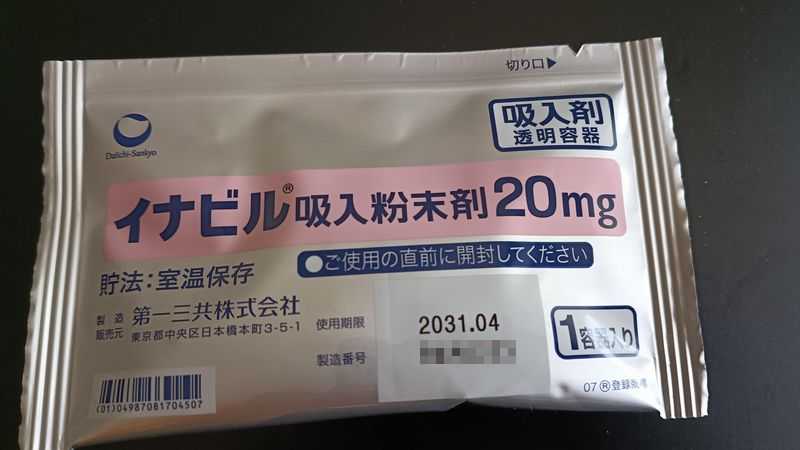 切り口▶
吸入剤
透明容器
Daiichi-Sankyo
イナビル®吸入粉末剤20mg
●ご使用の直前に開封してください
貯法:室温保存
製造
販売元
第一三共株式会社
東京都中央区日本橋本町3-5-1
使用期限
2031.04
製造番号
1容器入り
(01)04987081704507
07 ®登録商標